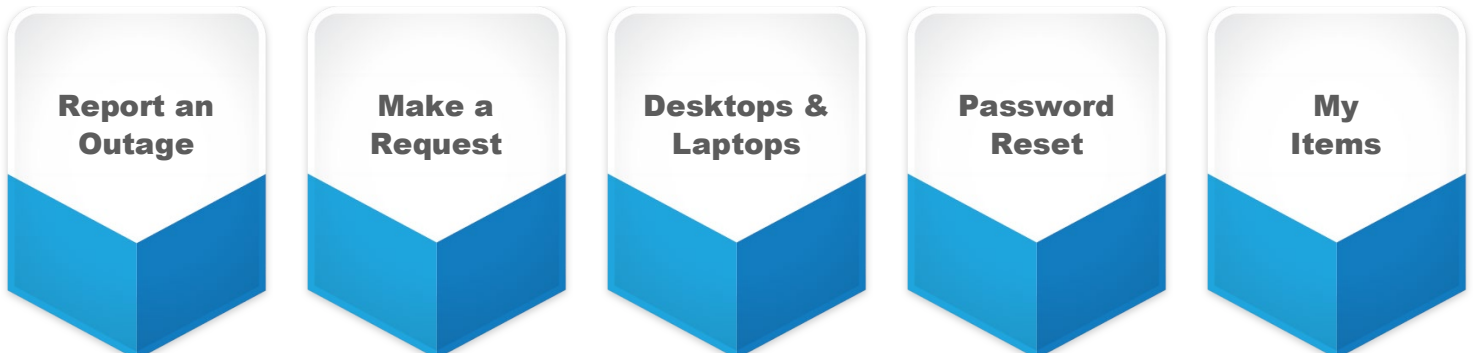 Report an
Outage
Make a
Request
Desktops &
Laptops
Password
Reset
My
Items